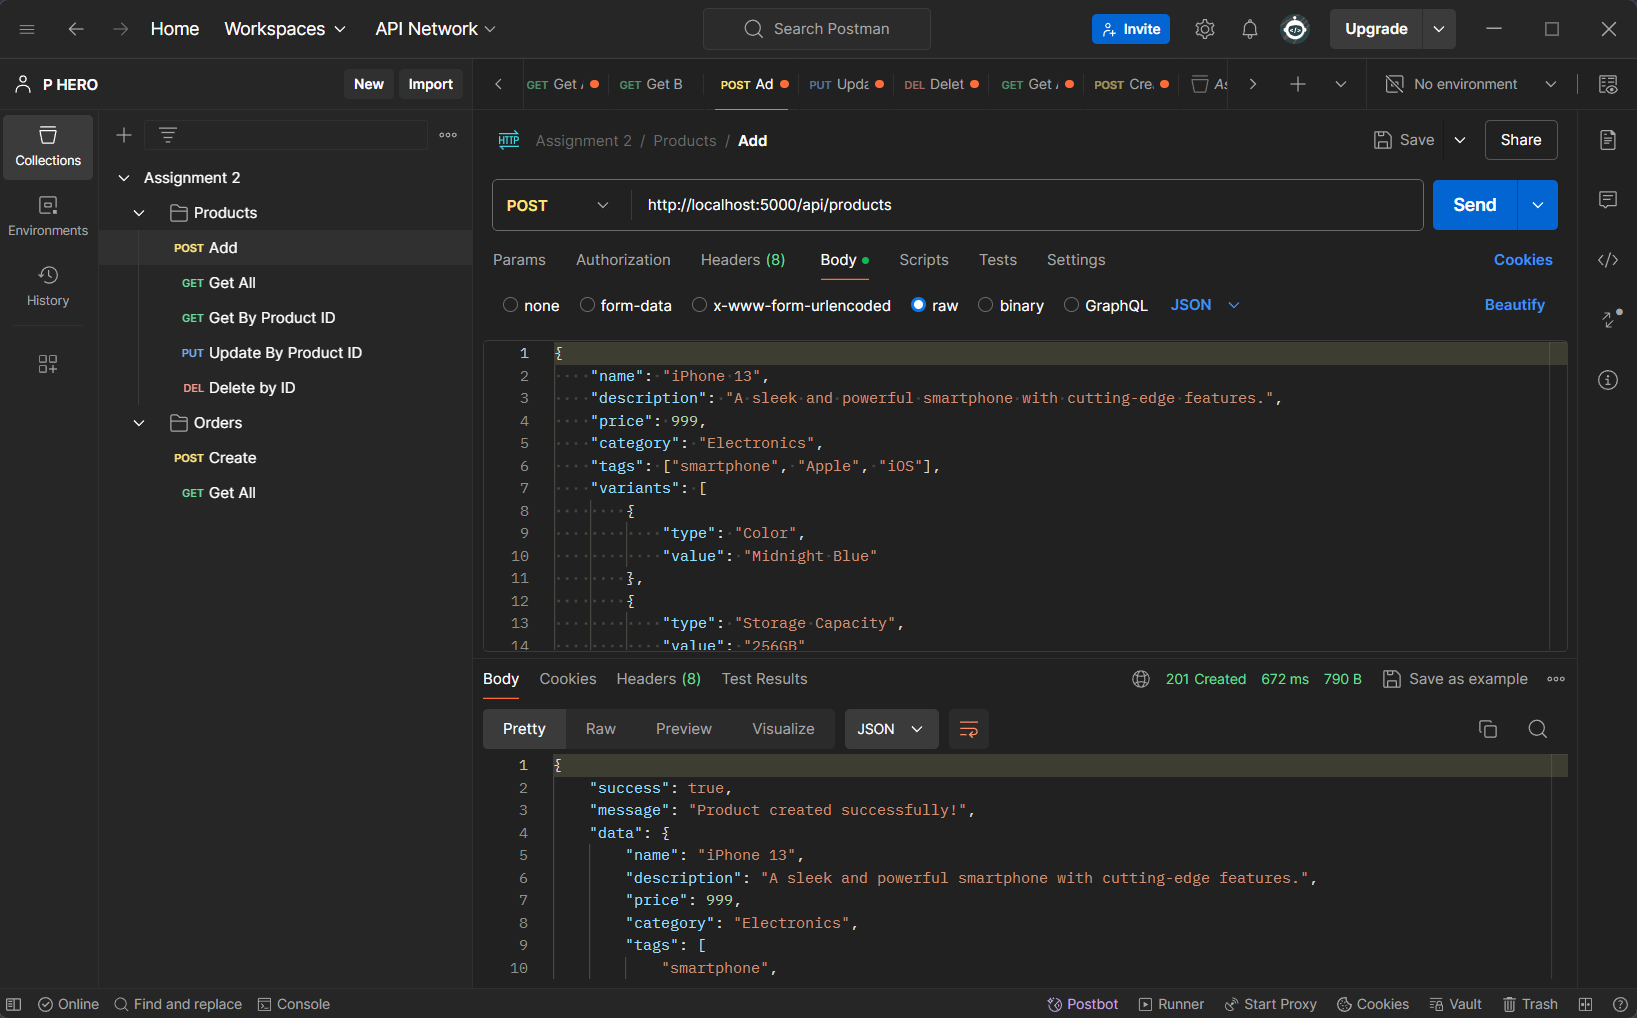 Home Workspaces API Network Search Postman Invite Upgrade
P HERO New Import
GET Get POST Ad PUT Upda DEL Delet GET Get POST Cre. No environment
GET Get B
Collections
Environments
History
Assignment 2
Products
POST Add
GET Get All
GET Get By Product ID
PUT Update By Product ID
DEL Delete by ID
Orders
POST Create
GET Get All
HTTP Assignment 2 / Products / Add Save Share
POST http://localhost:5000/api/products Send
Params Authorization Headers (8) Body Scripts Tests Settings Cookies
none form-data x-www-form-urlencoded raw binary GraphQL JSON Beautify
1 {
2 "name": "iPhone 13",
3 "description": "A sleek and powerful smartphone with cutting-edge features.",
4 "price": 999,
5 "category": "Electronics",
6 "tags": ["smartphone", "Apple", "iOS"],
7 "variants": [
8 {
9 "type": "Color",
10 "value": "Midnight Blue"
11 },
12 {
13 "type": "Storage Capacity",
14 "value": "256GB"
Body Cookies Headers (8) Test Results 201 Created 672 ms 790 B Save as example
Pretty Raw Preview Visualize JSON
1 {
2 "success": true,
3 "message": "Product created successfully!",
4 "data": {
5 "name": "iPhone 13",
6 "description": "A sleek and powerful smartphone with cutting-edge features.",
7 "price": 999,
8 "category": "Electronics",
9 "tags": [
10 "smartphone",
Online Find and replace Console Postbot Runner Start Proxy Cookies Vault Trash